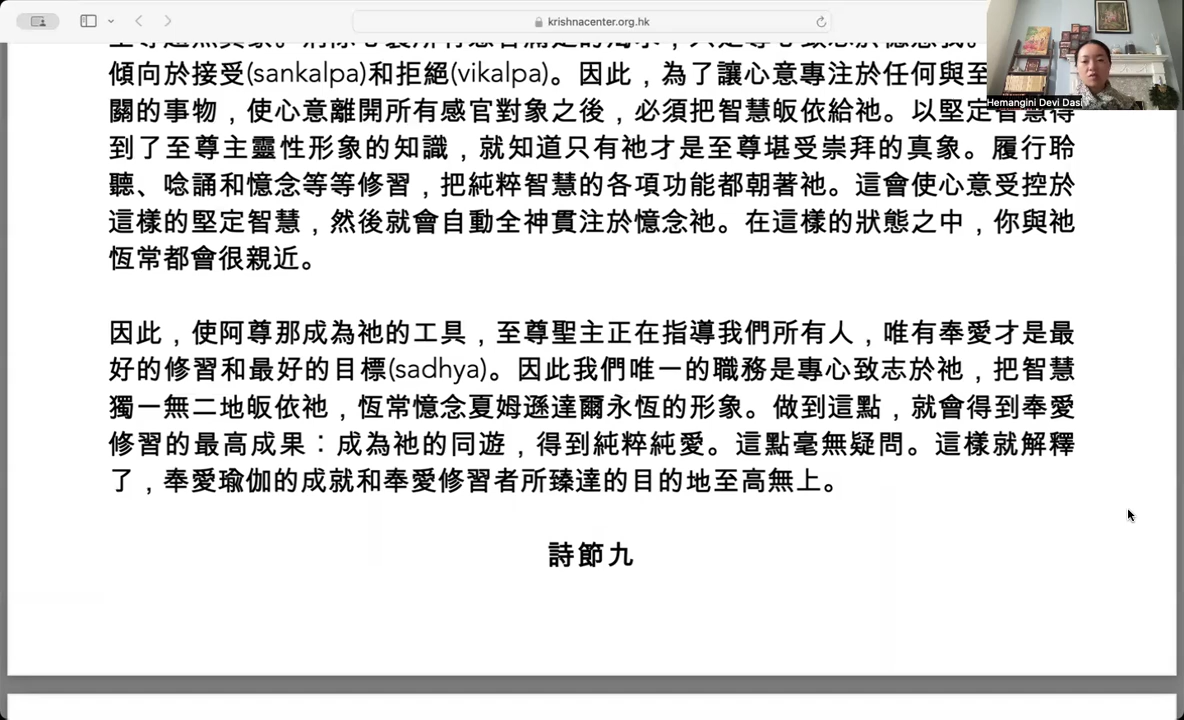 krishnacenter.org.hk
Hemangini Devi Dasi
傾向於接受(sankalpa)和拒絕(vikalpa)。因此，為了讓心意專注於任何與至
關的事物，使心意離開所有感官對象之後，必須把智慧皈依給祂。以堅定智慧得
到了至尊主靈性形象的知識，就知道只有祂才是至尊堪受崇拜的真象。履行聆
聽、唸誦和憶念等等修習，把純粹智慧的各項功能都朝著祂。這會使心意受控於
這樣的堅定智慧，然後就會自動全神貫注於憶念祂。在這樣的狀態之中，你與祂
恆常都會很親近。
因此，使阿尊那成為祂的工具，至尊聖主正在指導我們所有人，唯有奉愛才是最
好的修習和最好的目標(sadhya)。因此我們唯一的職務是專心致志於祂，把智慧
獨一無二地皈依祂，恆常憶念夏姆遜達爾永恆的形象。做到這點，就會得到奉愛
修習的最高成果：成為祂的同遊，得到純粹純愛。這點毫無疑問。這樣就解釋
了，奉愛瑜伽的成就和奉愛修習者所臻達的目的地至高無上。
詩節九